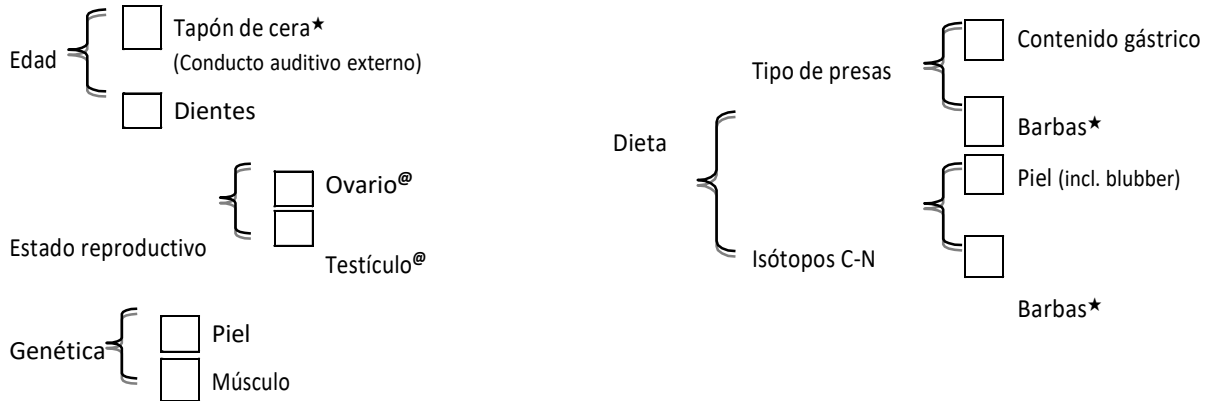 Edad
Tapón de cera★
(Conducto auditivo externo)
Dientes
Estado reproductivo
Ovario@
Testículo@
Genética
Piel
Músculo
Dieta
Tipo de presas
Contenido gástrico
Barbas★
Isótopos C-N
Piel (incl. blubber)
Barbas★